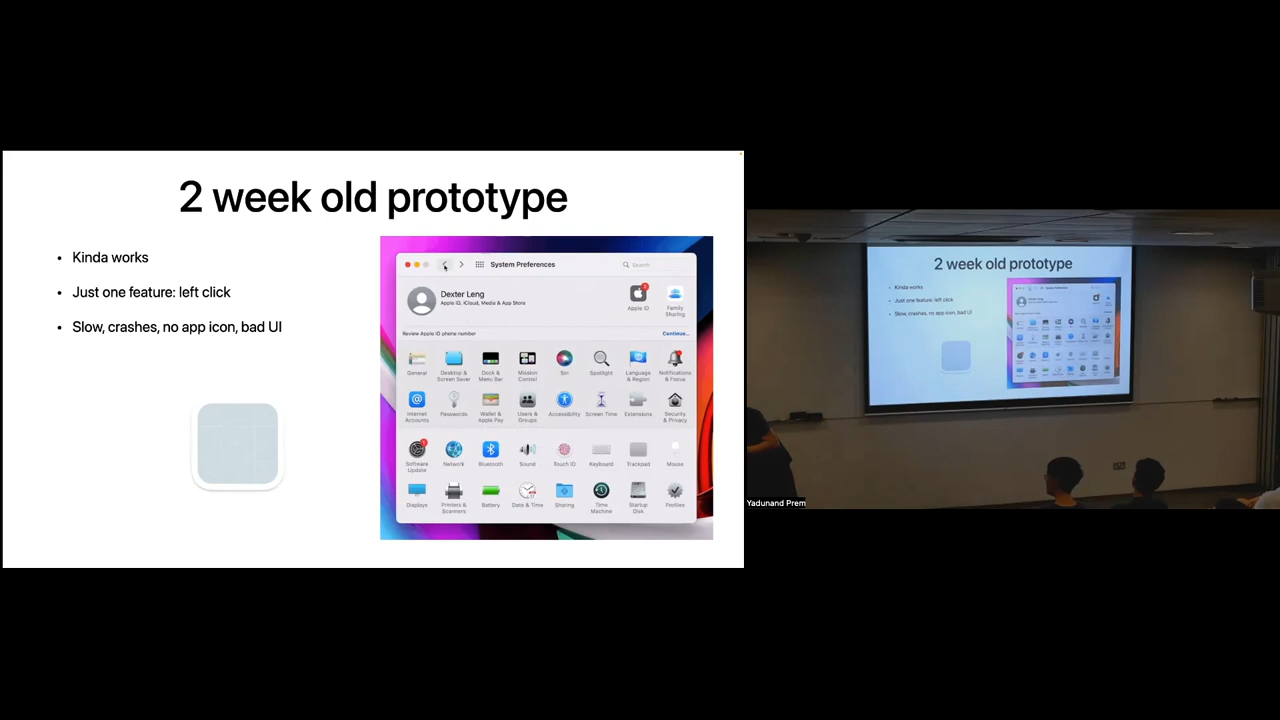 2 week old prototype
• Kinda works
• Just one feature: left click
• Slow, crashes, no app icon, bad UI
System Preferences
Search
Dexter Leng
Apple ID, iCloud, Media & App Store
Apple ID
Family Sharing
Review Apple ID phone number
Continue...
General
Desktop & Screen Saver
Dock & Menu Bar
Mission Control
Siri
Spotlight
Language & Region
Notifications & Focus
Internet Accounts
Passwords
Wallet & Apple Pay
Users & Groups
Accessibility
Screen Time
Extensions
Security & Privacy
Software Update
Network
Bluetooth
Sound
Touch ID
Keyboard
Trackpad
Mouse
Displays
Printers & Scanners
Battery
Date & Time
Sharing
Time Machine
Startup Disk
Profiles
2 week old prototype
• Kinda works
• Just one feature: left click
• Slow, crashes, no app icon, bad UI
Yadunand Prem